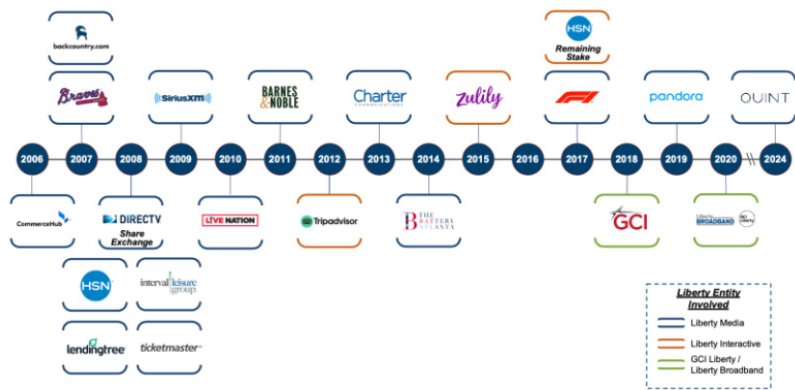 backcountry.com
HSN
Remaining
Stake
Braves
SiriusXM
BARNES
&NOBLE
Charter
COMMUNICATIONS
zulily
F1
pandora
QUINT
2006
2007
2008
2009
2010
2011
2012
2013
2014
2015
2016
2017
2018
2019
2020
2024
CommerceHub
DIRECTV
Share
Exchange
LIVE NATION
Tripadvisor
THE
BATTERY
ATLANTA
GCI
Liberty
BROADBAND
GCI Liberty
HSN
interval leisure
group
lendingtree
ticketmaster
Liberty Entity
Involved
Liberty Media
Liberty Interactive
GCI Liberty /
Liberty Broadband